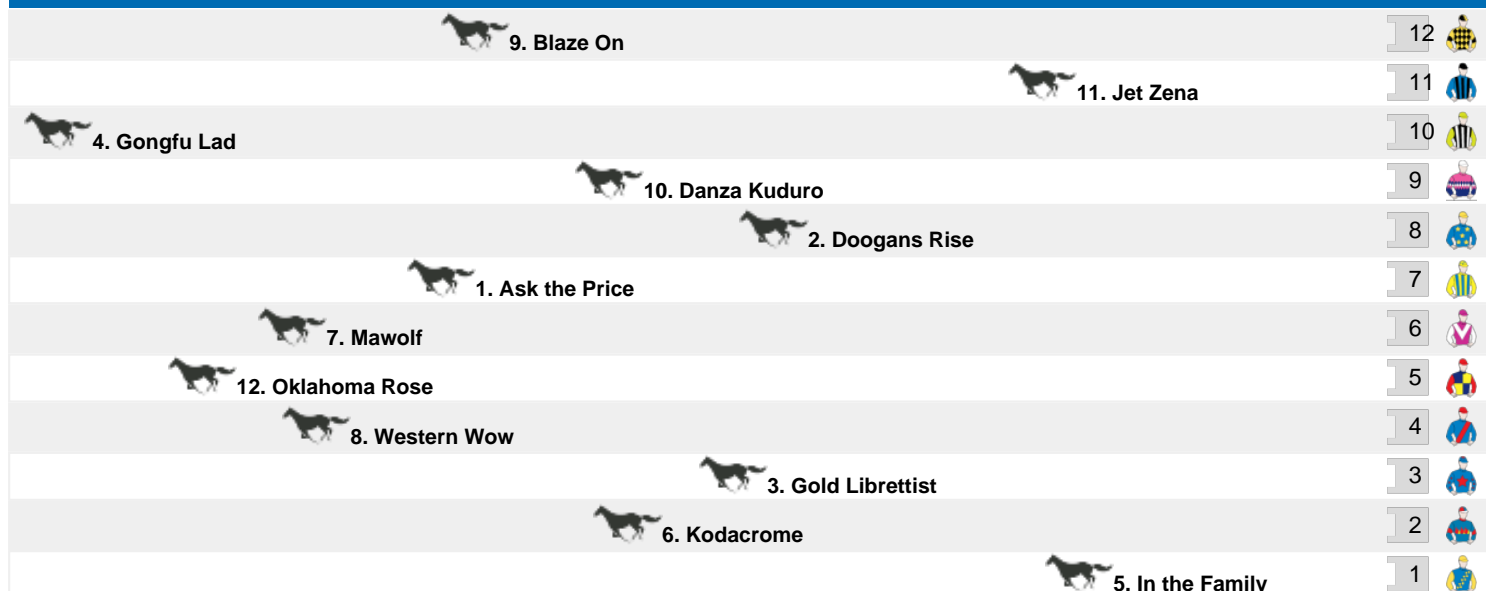 9. Blaze On 12
11. Jet Zena 11
4. Gongfu Lad 10
10. Danza Kuduro 9
2. Doogans Rise 8
1. Ask the Price 7
7. Mawolf 6
12. Oklahoma Rose 5
8. Western Wow 4
3. Gold Librettist 3
6. Kodacrome 2
5. In the Family 1